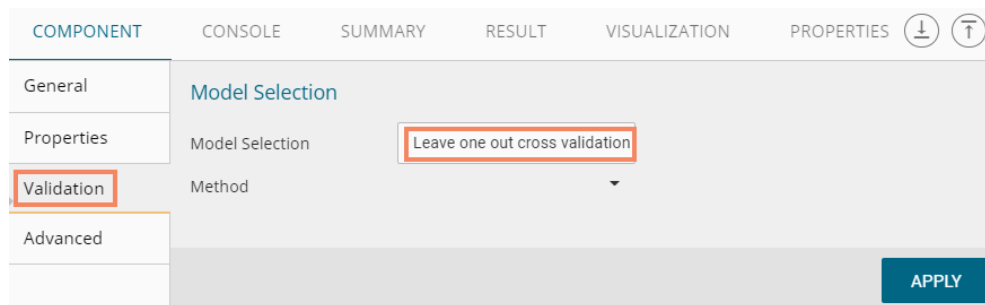 COMPONENT CONSOLE SUMMARY RESULT VISUALIZATION PROPERTIES
General
Properties
Validation
Advanced
Model Selection
Model Selection Leave one out cross validation
Method
APPLY